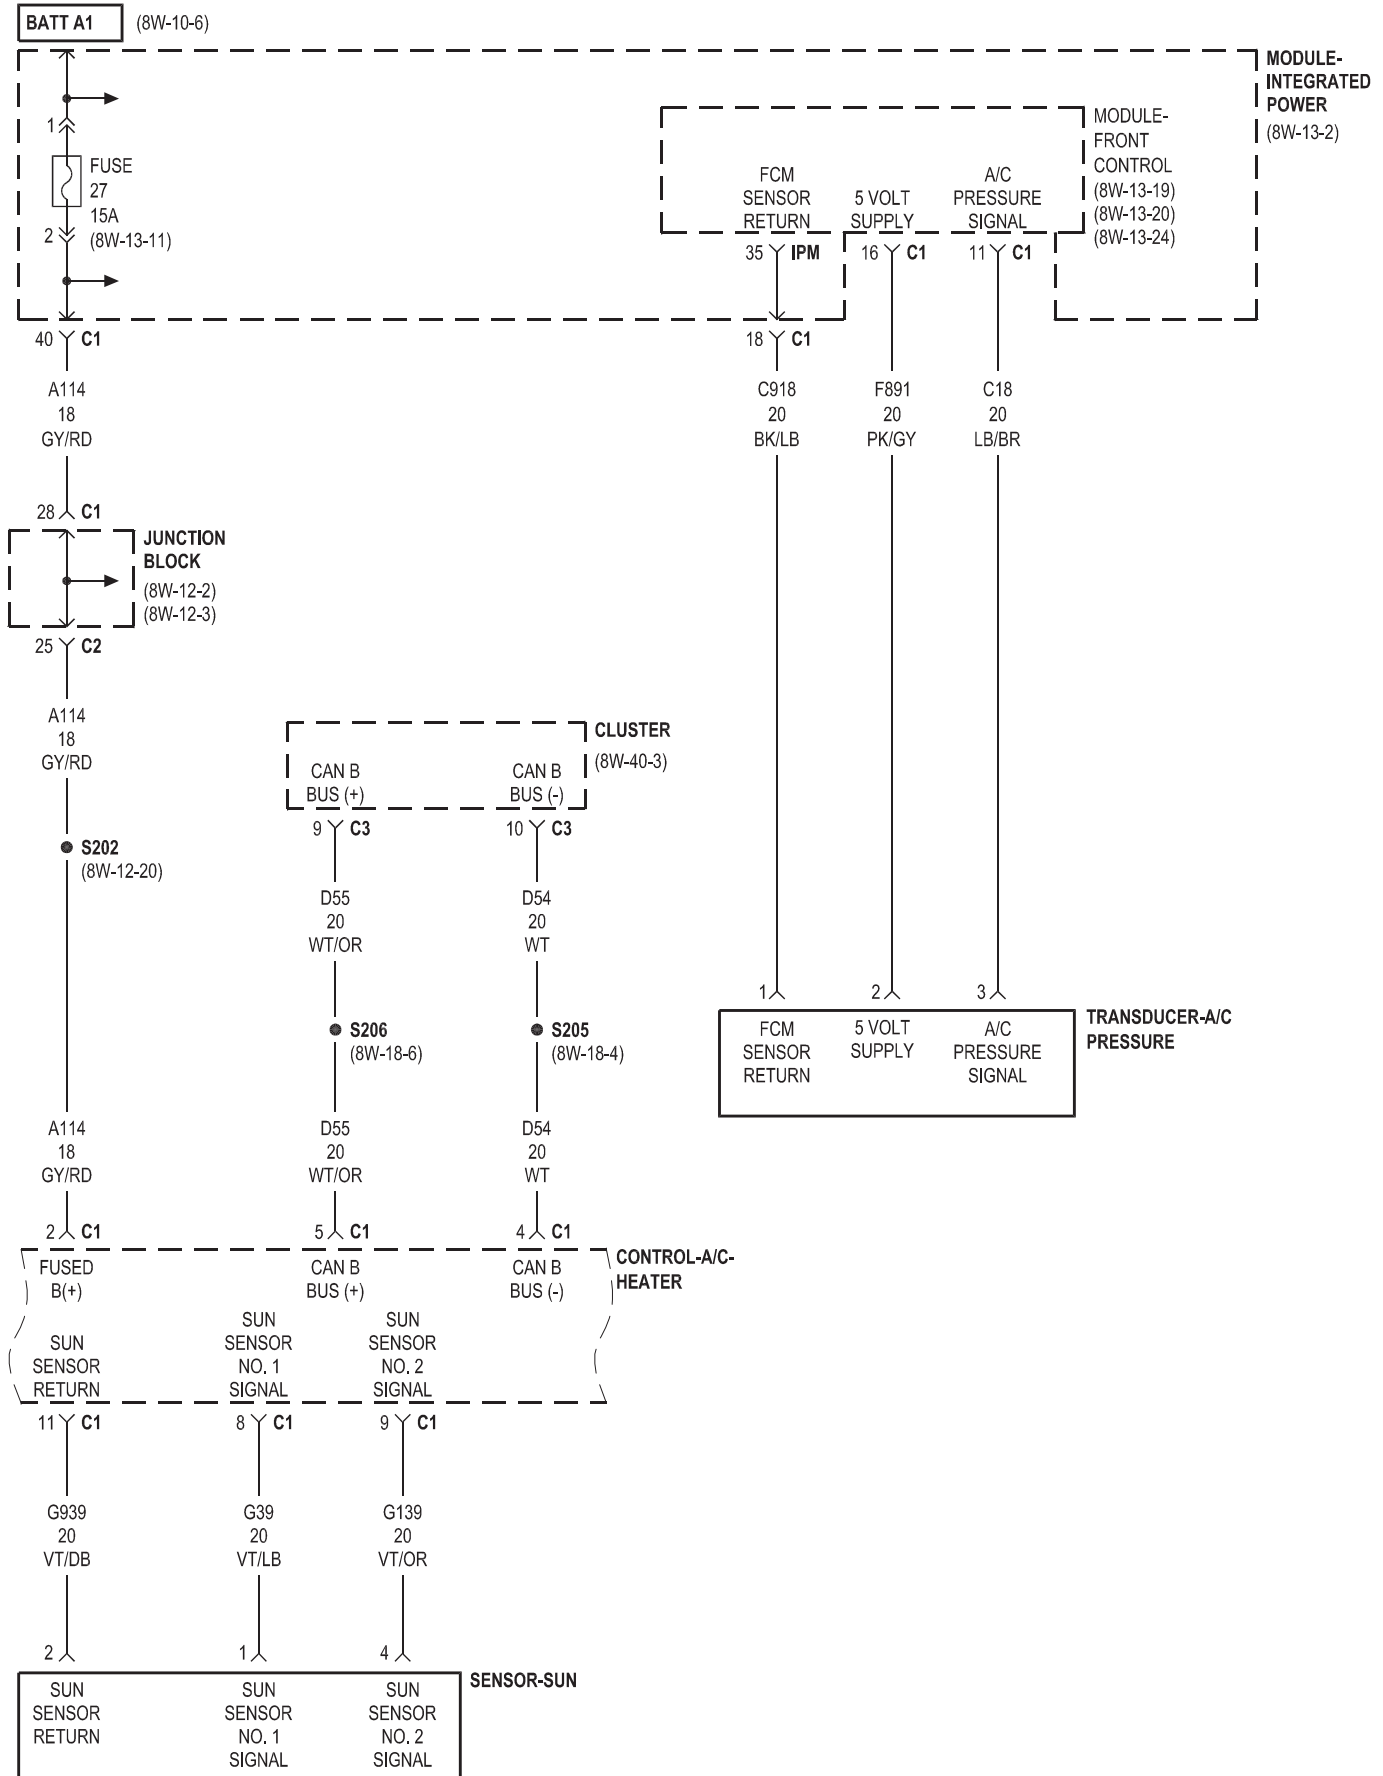 BATT A1 (8W-10-6)
MODULE-
INTEGRATED
POWER
(8W-13-2)
MODULE-
FRONT
CONTROL
(8W-13-19)
(8W-13-20)
(8W-13-24)
1
FUSE
27
15A
(8W-13-11)
2
FCM
SENSOR
RETURN
5 VOLT
SUPPLY
A/C
PRESSURE
SIGNAL
35 IPM
16 C1
11 C1
40 C1
18 C1
A114
18
GY/RD
C918
20
BK/LB
F891
20
PK/GY
C18
20
LB/BR
28 C1
JUNCTION
BLOCK
(8W-12-2)
(8W-12-3)
25 C2
A114
18
GY/RD
CLUSTER
(8W-40-3)
CAN B
BUS (+)
CAN B
BUS (-)
9 C3
10 C3
S202
(8W-12-20)
D55
20
WT/OR
D54
20
WT
S206
(8W-18-6)
S205
(8W-18-4)
1
2
3
TRANSDUCER-A/C
PRESSURE
FCM
SENSOR
RETURN
5 VOLT
SUPPLY
A/C
PRESSURE
SIGNAL
A114
18
GY/RD
D55
20
WT/OR
D54
20
WT
2 C1
5 C1
4 C1
CONTROL-A/C-
HEATER
FUSED
B(+)
CAN B
BUS (+)
CAN B
BUS (-)
SUN
SENSOR
RETURN
SUN
SENSOR
NO. 1
SIGNAL
SUN
SENSOR
NO. 2
SIGNAL
11 C1
8 C1
9 C1
G939
20
VT/DB
G39
20
VT/LB
G139
20
VT/OR
2
1
4
SENSOR-SUN
SUN
SENSOR
RETURN
SUN
SENSOR
NO. 1
SIGNAL
SUN
SENSOR
NO. 2
SIGNAL